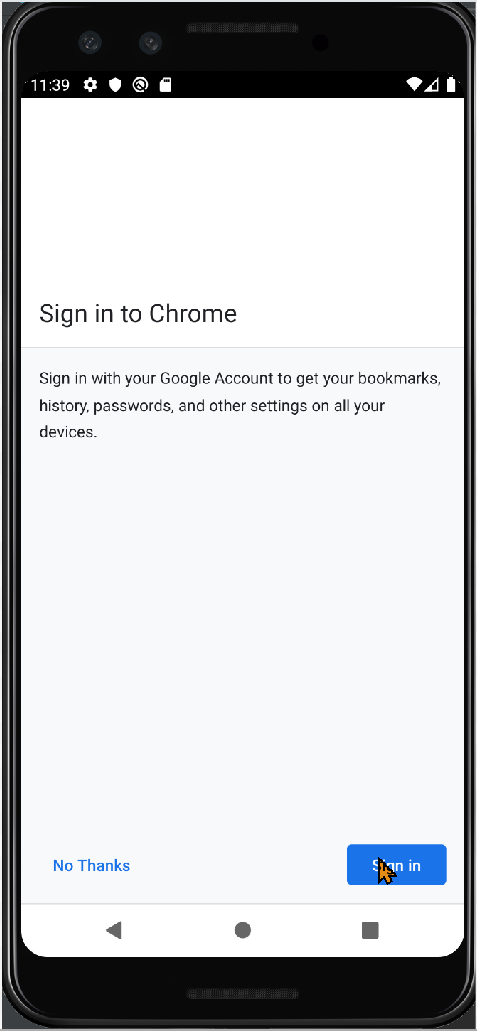 11:39
Sign in to Chrome
Sign in with your Google Account to get your bookmarks,
history, passwords, and other settings on all your
devices.
No Thanks
Sign in